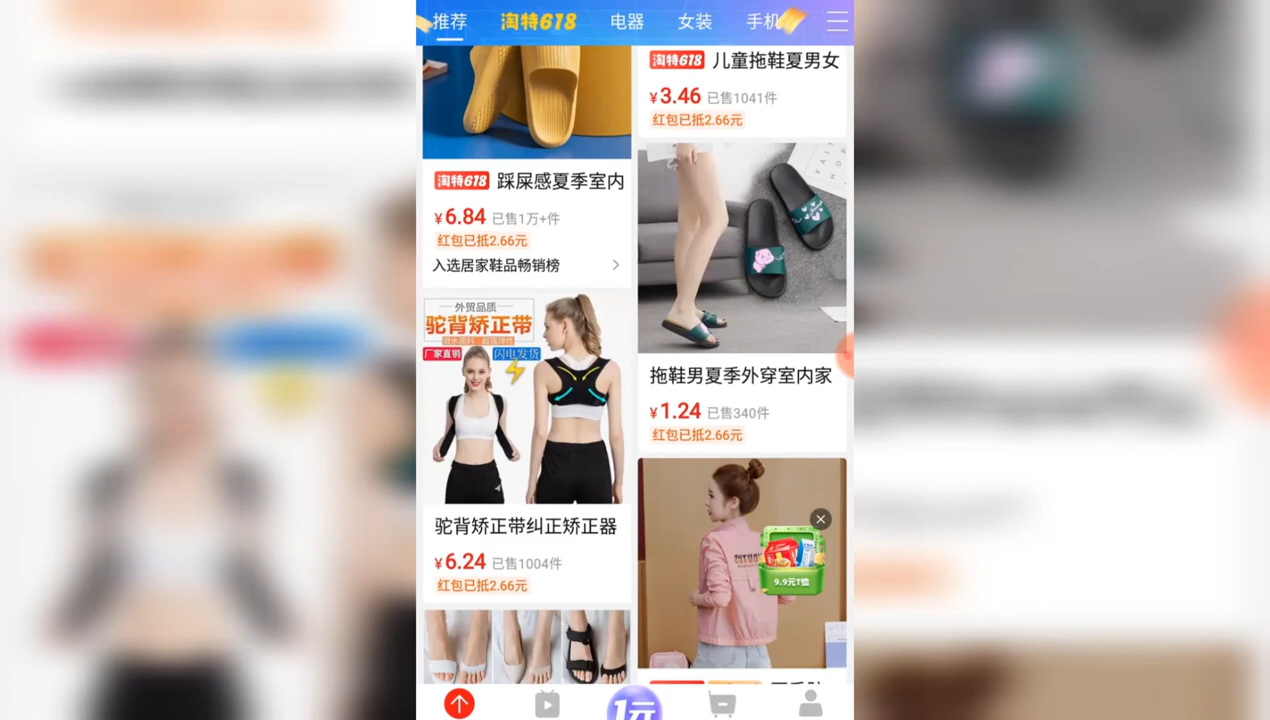 推荐
淘特618
电器
女装
手机
淘特618 踩屎感夏季室内
¥6.84 已售1万+件
红包已抵2.66元
入选居家鞋品畅销榜
外贸品质
驼背矫正带
厂家直销
闪电发货
驼背矫正带纠正矫正器
¥6.24 已售1004件
红包已抵2.66元
淘特618 儿童拖鞋夏男女
¥3.46 已售1041件
红包已抵2.66元
拖鞋男夏季外穿室内家
¥1.24 已售340件
红包已抵2.66元
9.9元T恤
1元